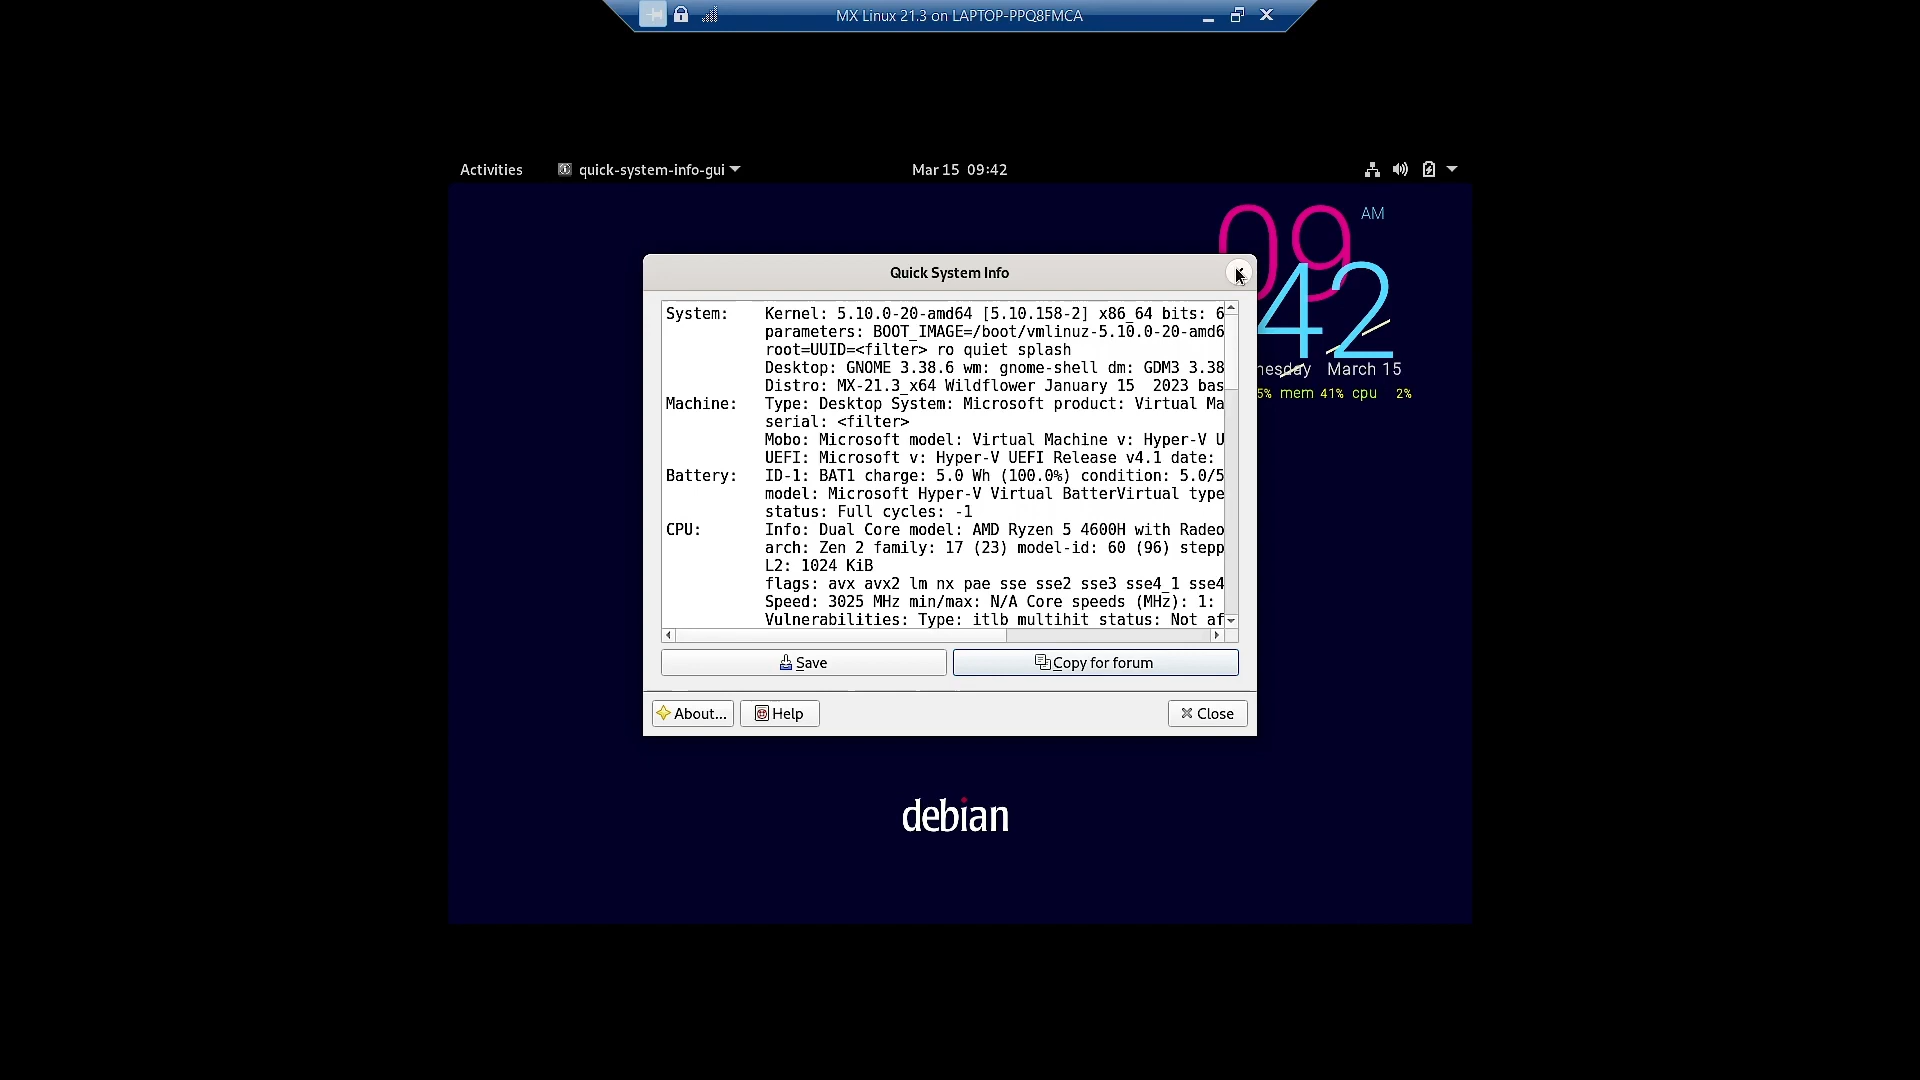 MX Linux 21.3 on LAPTOP-PPQ8FMCA
Activities quick-system-info-gui Mar 15 09:42
09 AM
42
Quick System Info
March 15
mem 41% cpu 2%
System: Kernel: 5.10.0-20-amd64 [5.10.158-2] x86_64 bits: 6
parameters: BOOT_IMAGE=/boot/vmlinuz-5.10.0-20-amd6
root=UUID=<filter> ro quiet splash
Desktop: GNOME 3.38.6 wm: gnome-shell dm: GDM3 3.38
Distro: MX-21.3_x64 Wildflower January 15 2023 bas
Machine: Type: Desktop System: Microsoft product: Virtual Ma
serial: <filter>
Mobo: Microsoft model: Virtual Machine v: Hyper-V U
UEFI: Microsoft v: Hyper-V UEFI Release v4.1 date:
Battery: ID-1: BAT1 charge: 5.0 Wh (100.0%) condition: 5.0/5
model: Microsoft Hyper-V Virtual BatterVirtual type
status: Full cycles: -1
CPU: Info: Dual Core model: AMD Ryzen 5 4600H with Radeo
arch: Zen 2 family: 17 (23) model-id: 60 (96) stepp
L2: 1024 KiB
flags: avx avx2 lm nx pae sse sse2 sse3 sse4_1 sse4
Speed: 3025 MHz min/max: N/A Core speeds (MHz): 1:
Vulnerabilities: Type: itlb_multihit status: Not af
Save Copy for forum
About... Help Close
debian